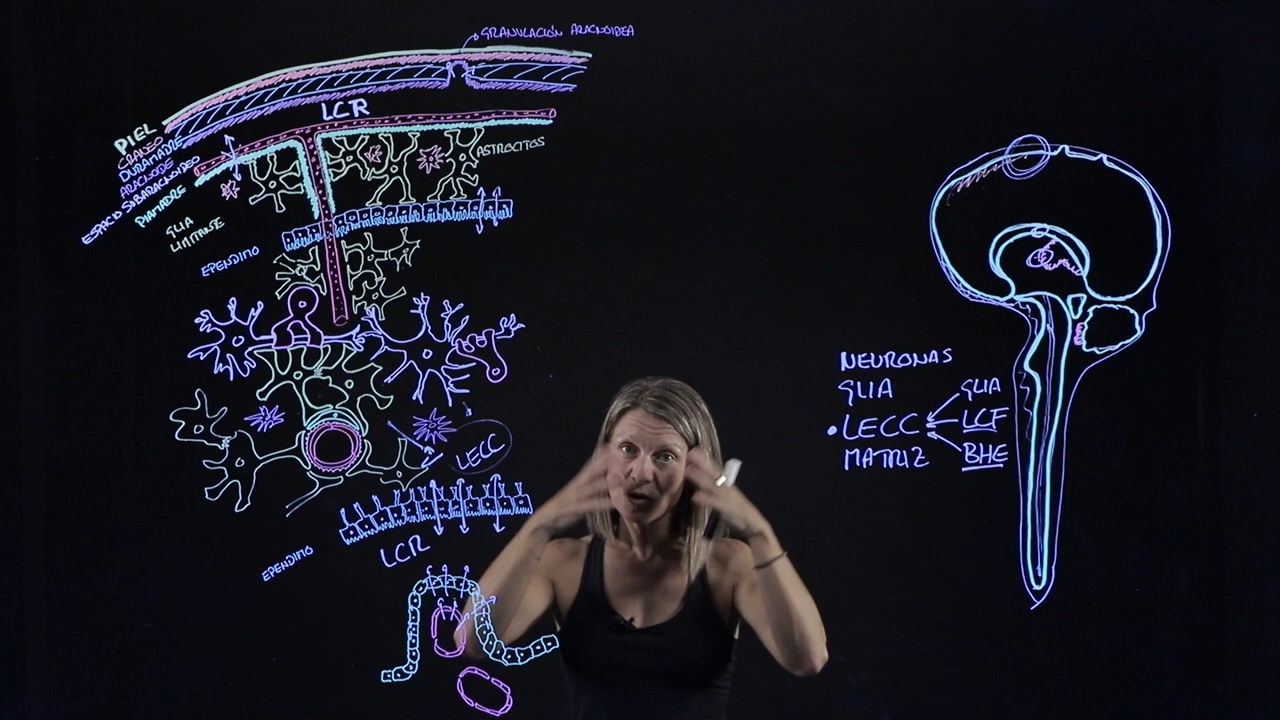 GRANULACIÓN ARACNOIDEA
LCR
PIEL
CRANEO
DURAMADRE
ARACNOIDE
ESPACIO SUBARACNOIDEO
PIAMADRE
GLIA
LIMITANSE
ASTROCITOS
EPENDIMO
LECC
EPENDIMO
LCR
NEURONAS
GLIA
• LECC
MATRIZ
GLIA
LCF
BHE